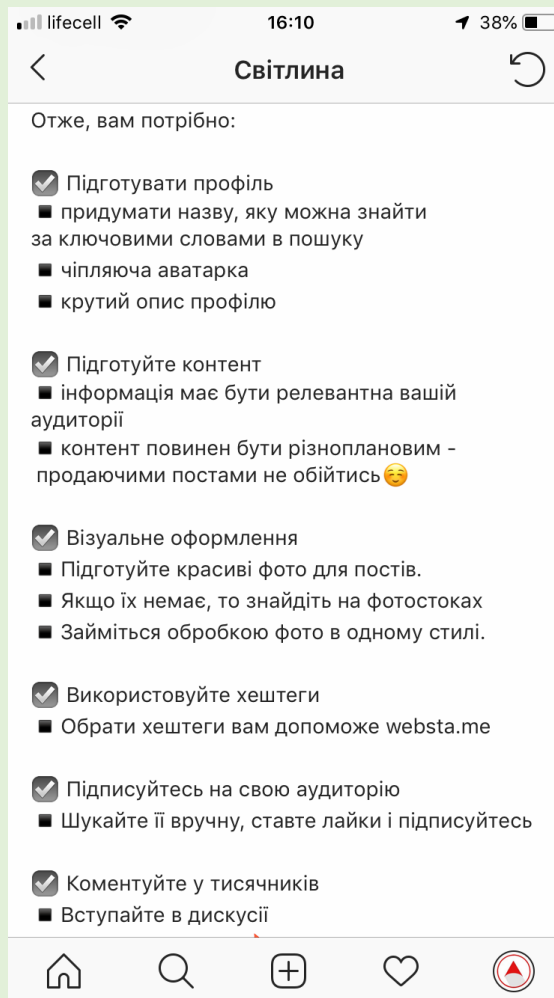 lifecell 16:10 38%
Світлина
Отже, вам потрібно:
✅ Підготувати профіль
▪️ придумати назву, яку можна знайти
за ключовими словами в пошуку
▪️ чіпляюча аватарка
▪️ крутий опис профілю
✅ Підготуйте контент
▪️ інформація має бути релевантна вашій
аудиторії
▪️ контент повинен бути різноплановим -
продаючими постами не обійтись☺️
✅ Візуальне оформлення
▪️ Підготуйте красиві фото для постів.
▪️ Якщо їх немає, то знайдіть на фотостоках
▪️ Займіться обробкою фото в одному стилі.
✅ Використовуйте хештеги
▪️ Обрати хештеги вам допоможе websta.me
✅ Підписуйтесь на свою аудиторію
▪️ Шукайте її вручну, ставте лайки і підписуйтесь
✅ Коментуйте у тисячників
▪️ Вступайте в дискусії